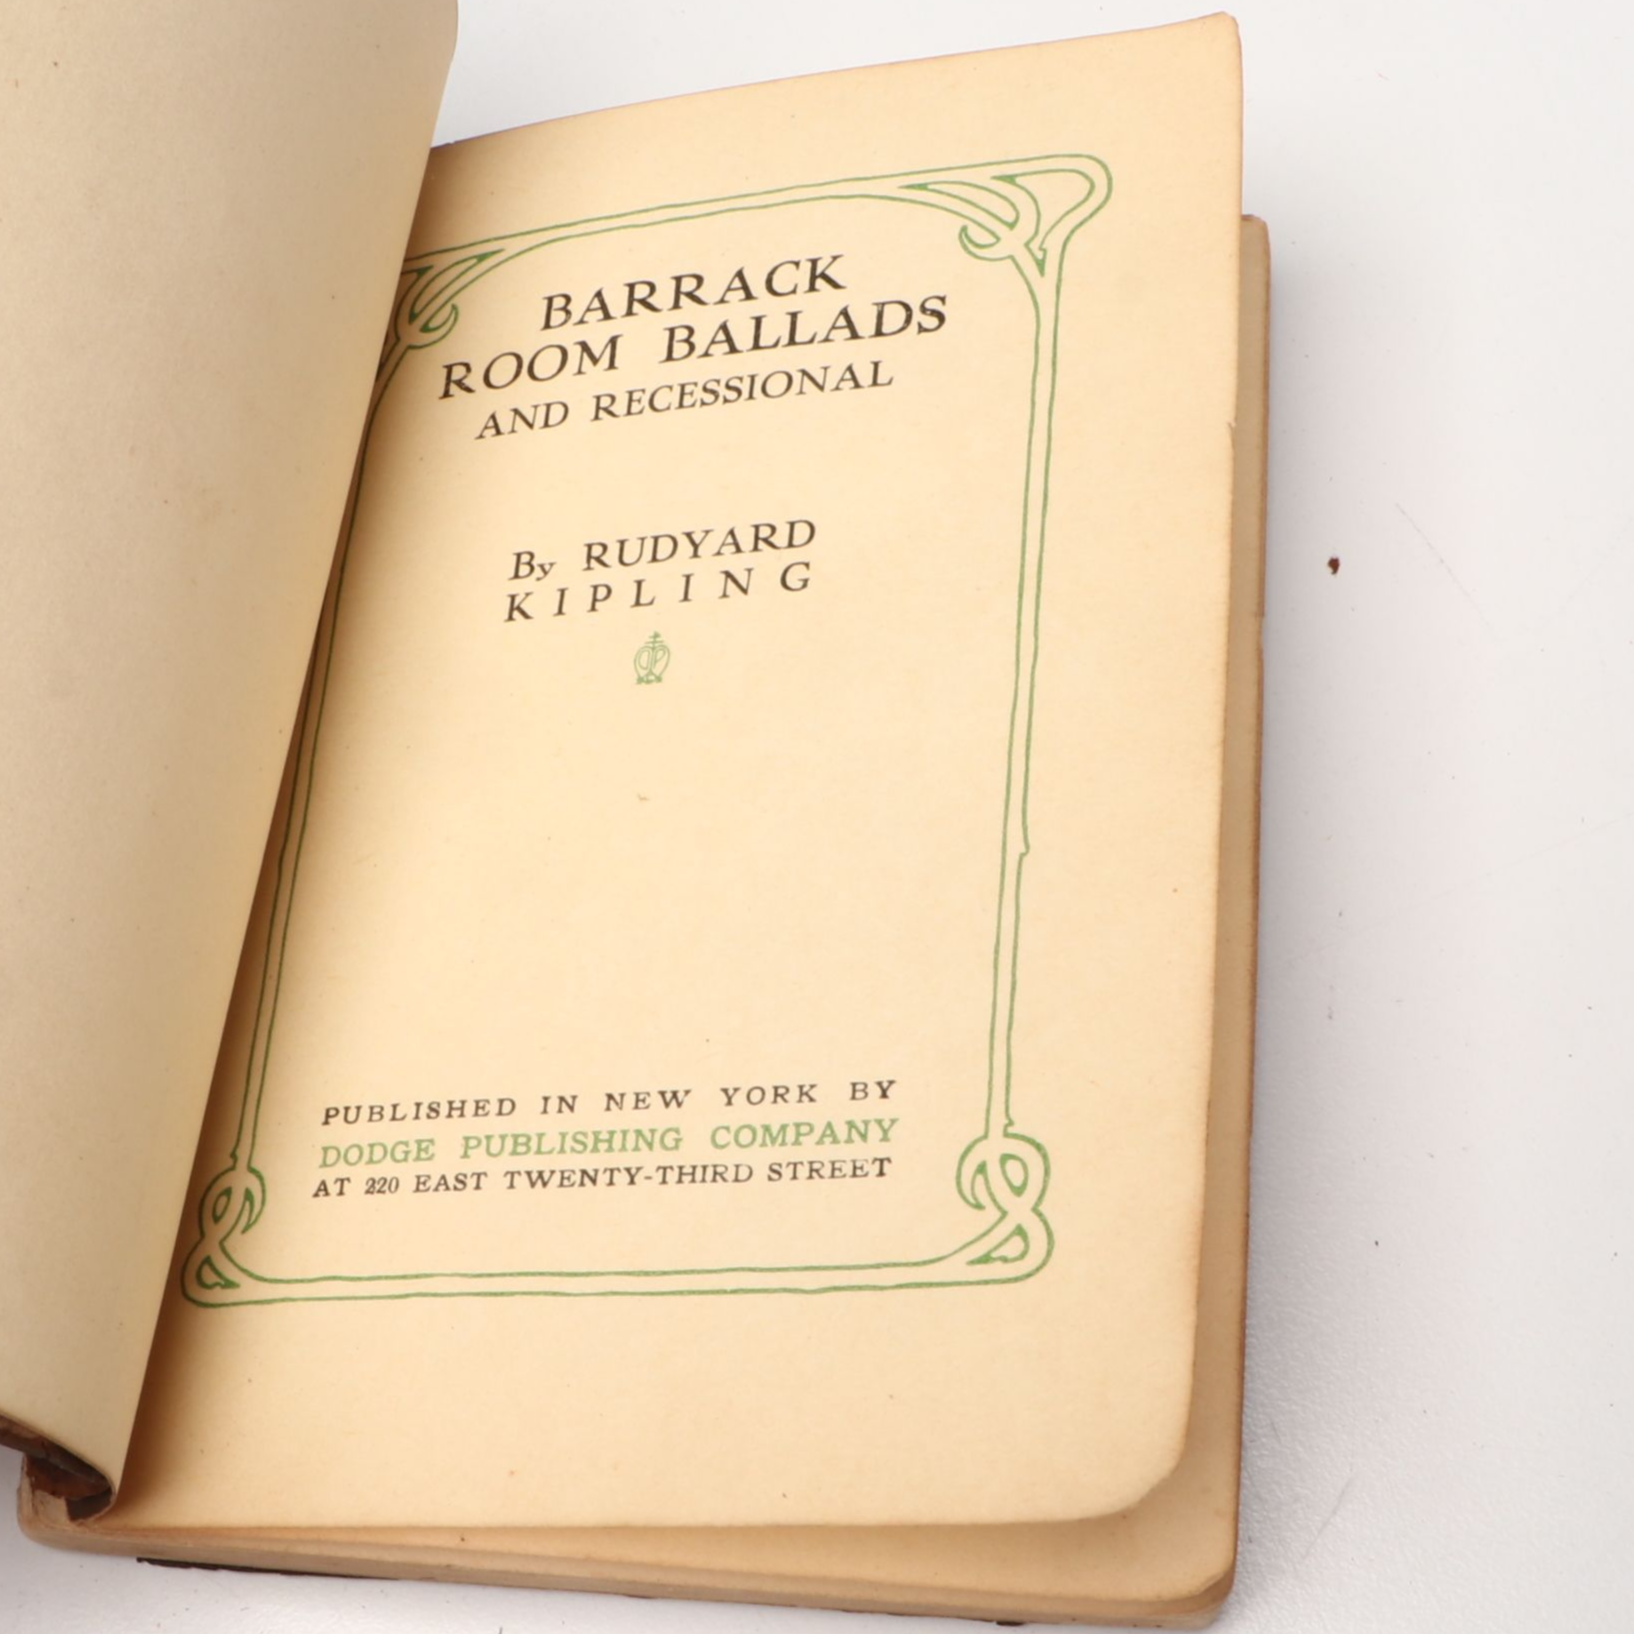 BARRACK
ROOM BALLADS
AND RECESSIONAL
By RUDYARD
KIPLING
PUBLISHED IN NEW YORK BY
DODGE PUBLISHING COMPANY
AT 220 EAST TWENTY-THIRD STREET